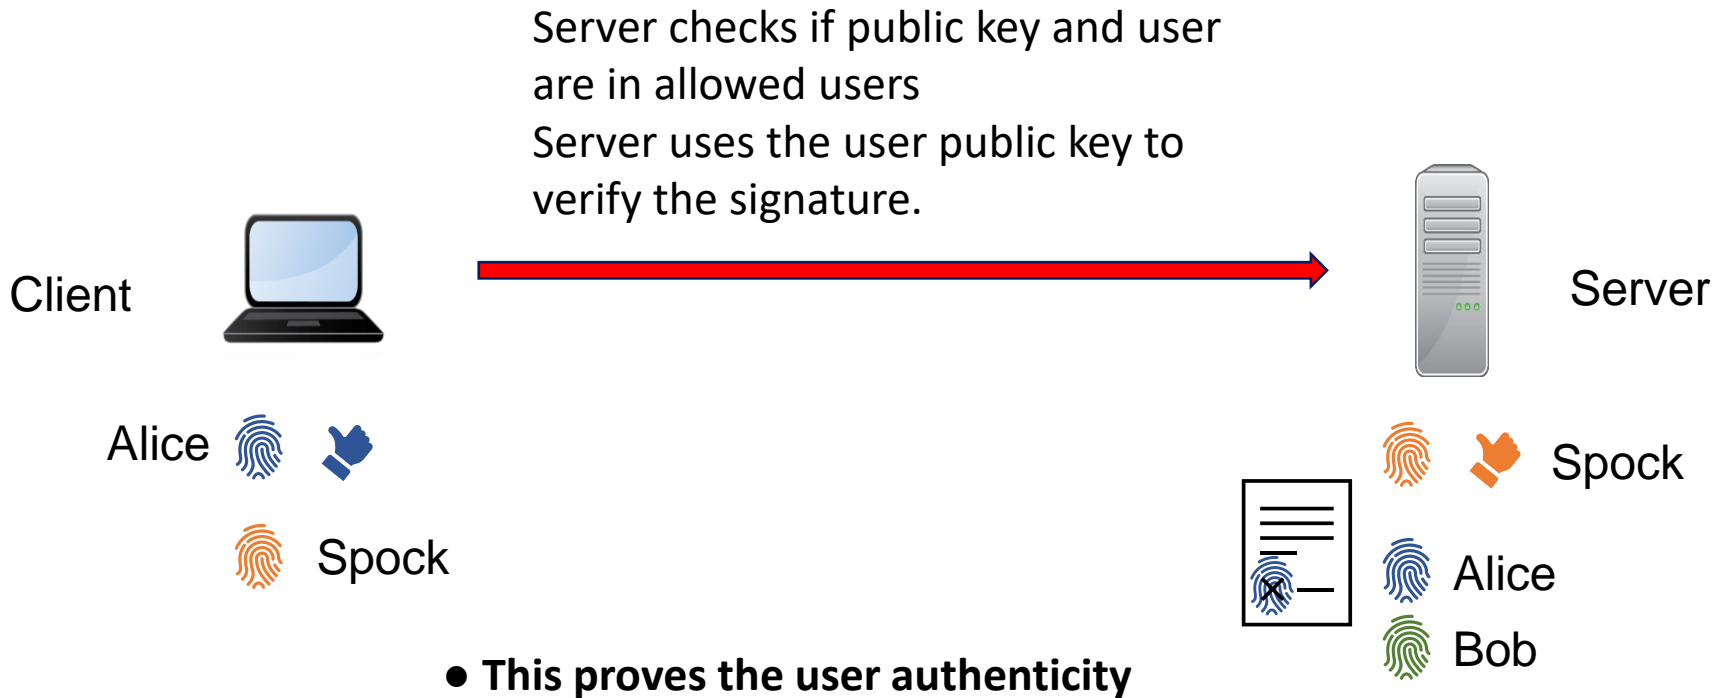 Server checks if public key and user
are in allowed users
Server uses the user public key to
verify the signature.
Client
Server
Alice
Spock
Spock
Alice
Bob
● This proves the user authenticity